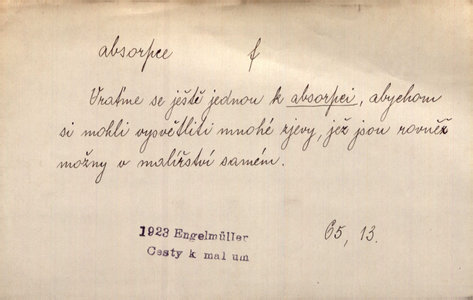 absorpce f
Vraťme se ještě jednou k absorpci, abychom
si mohli vysvětliti mnohé zjevy, jež jsou rovněž
možny v malířství samém.
1923 Engelmüller
Cesty k mal um
65, 13.